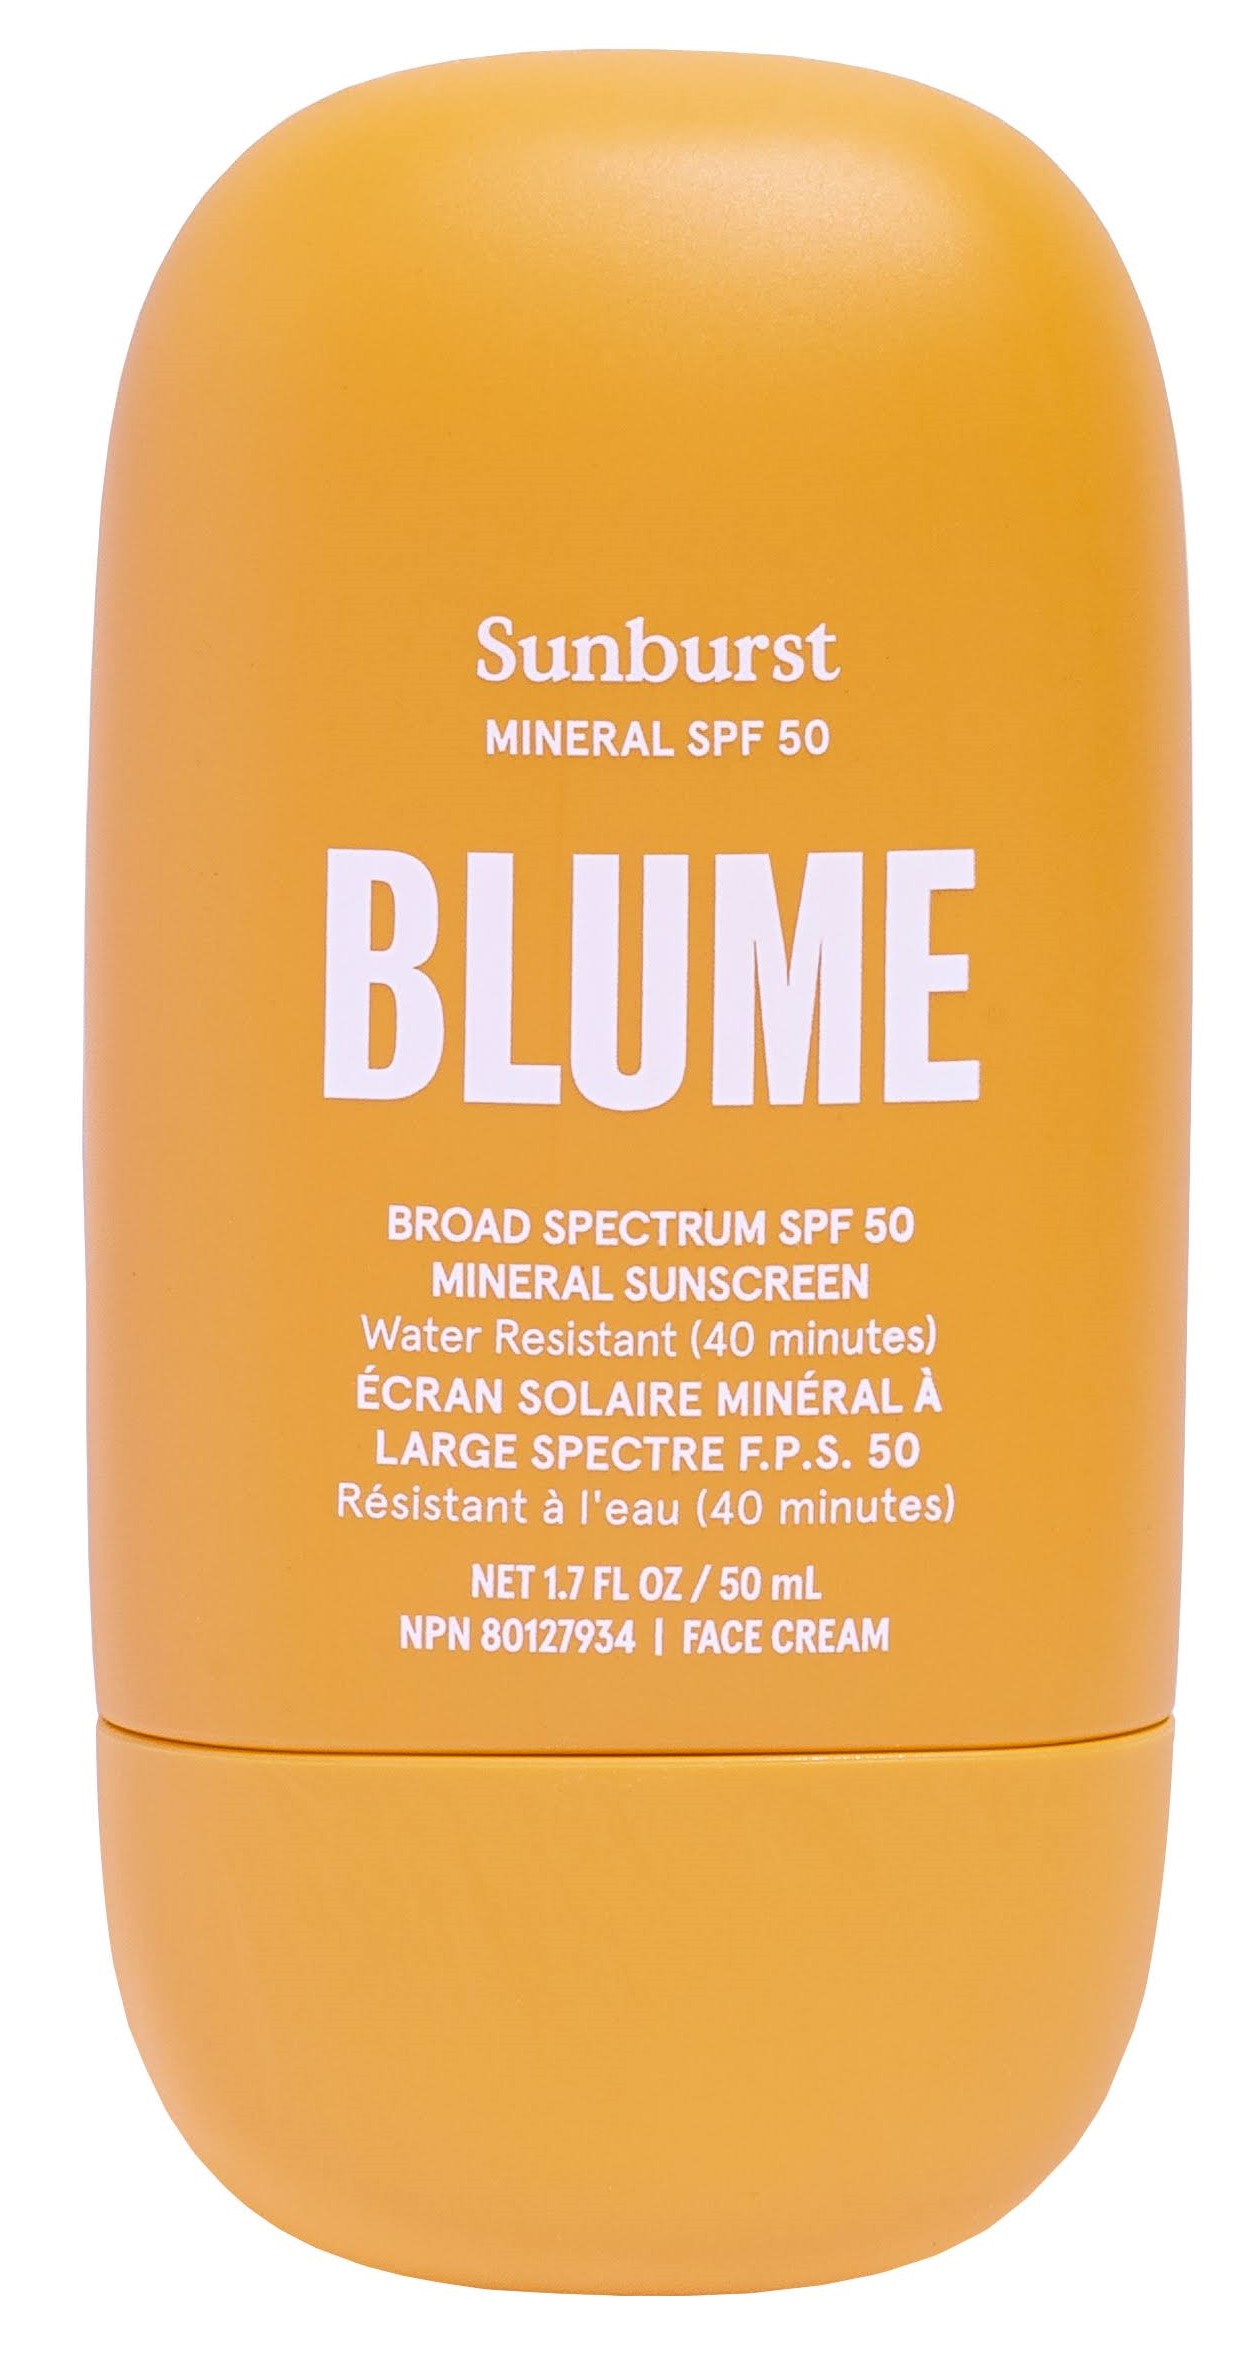 Sunburst
MINERAL SPF 50
BLUME
BROAD SPECTRUM SPF 50
MINERAL SUNSCREEN
Water Resistant (40 minutes)
ÉCRAN SOLAIRE MINÉRAL À
LARGE SPECTRE F.P.S. 50
Résistant à l'eau (40 minutes)
NET 1.7 FL OZ / 50 mL
NPN 80127934 | FACE CREAM